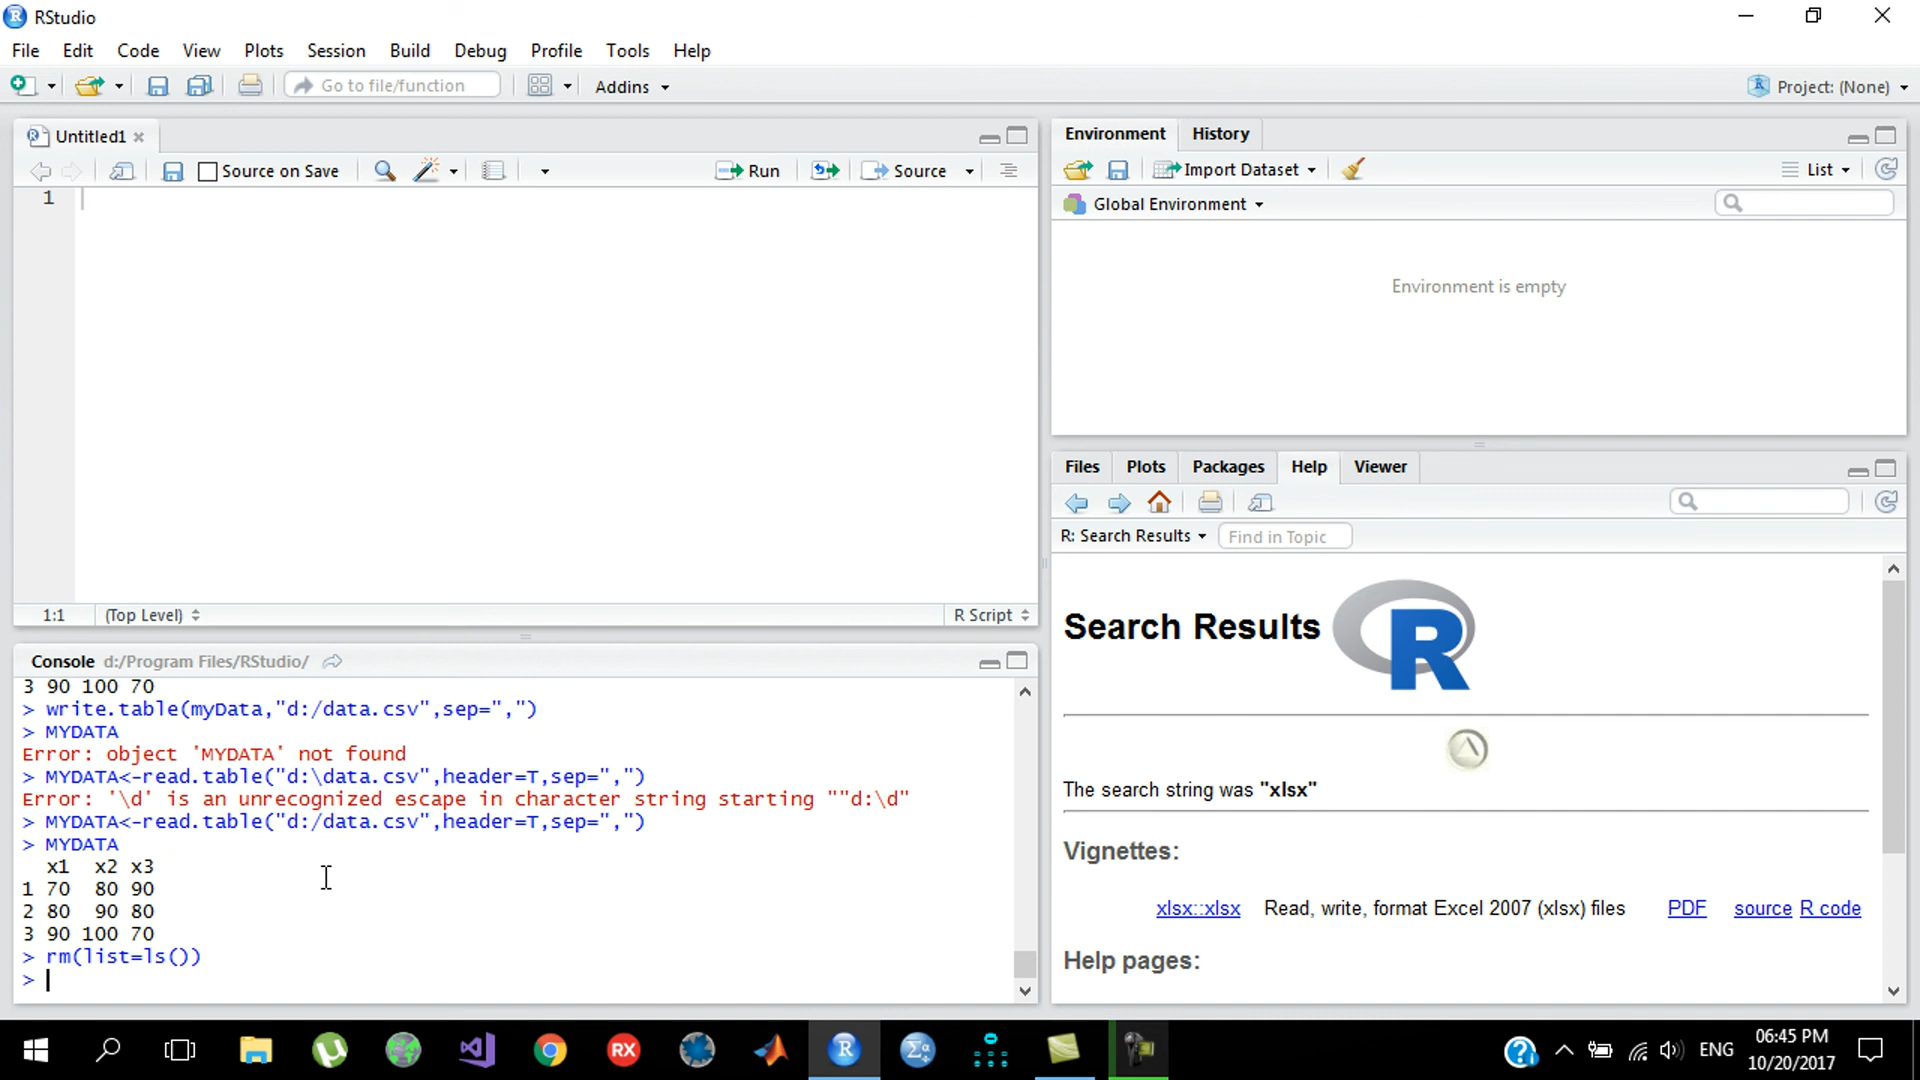 RStudio
File Edit Code View Plots Session Build Debug Profile Tools Help
Go to file/function Addins Project: (None)
Untitled1
Source on Save Run Source
1
1:1 (Top Level) R Script
Console d:/Program Files/RStudio/
3 90 100 70
> write.table(myData,"d:/data.csv",sep=",")
> MYDATA
Error: object 'MYDATA' not found
> MYDATA<-read.table("d:\data.csv",header=T,sep=",")
Error: '\d' is an unrecognized escape in character string starting ""d:\d"
> MYDATA<-read.table("d:/data.csv",header=T,sep=",")
> MYDATA
x1 x2 x3
1 70 80 90
2 80 90 80
3 90 100 70
> rm(list=ls())
>
Environment History
Import Dataset List
Global Environment
Environment is empty
Files Plots Packages Help Viewer
R: Search Results Find in Topic
Search Results R
The search string was "xlsx"
Vignettes:
xlsx::xlsx Read, write, format Excel 2007 (xlsx) files PDF source R code
Help pages:
RX R Σα ENG 06:45 PM
10/20/2017